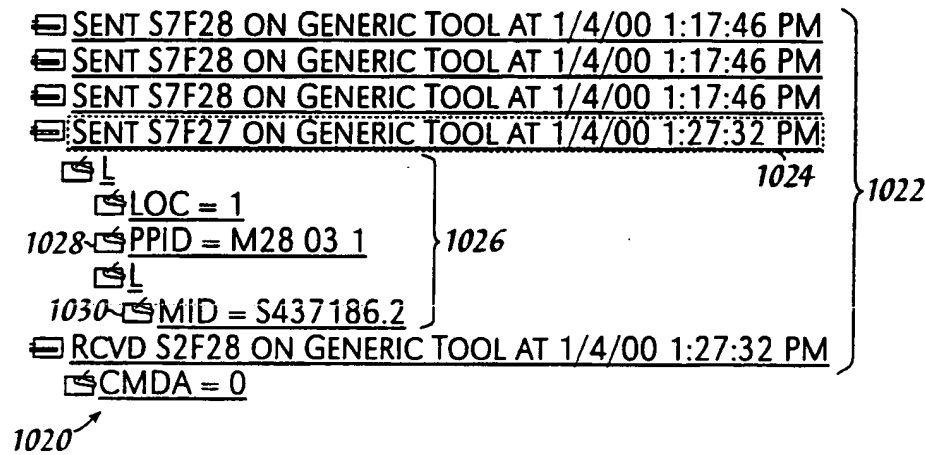 SENT S7F28 ON GENERIC TOOL AT 1/4/00 1:17:46 PM
SENT S7F28 ON GENERIC TOOL AT 1/4/00 1:17:46 PM
SENT S7F28 ON GENERIC TOOL AT 1/4/00 1:17:46 PM
SENT S7F27 ON GENERIC TOOL AT 1/4/00 1:27:32 PM
1024
L
1022
LOC = 1
1028 PPID = M28 03 1
1026
L
1030 MID = S437186.2
RCVD S2F28 ON GENERIC TOOL AT 1/4/00 1:27:32 PM
CMDA = 0
1020